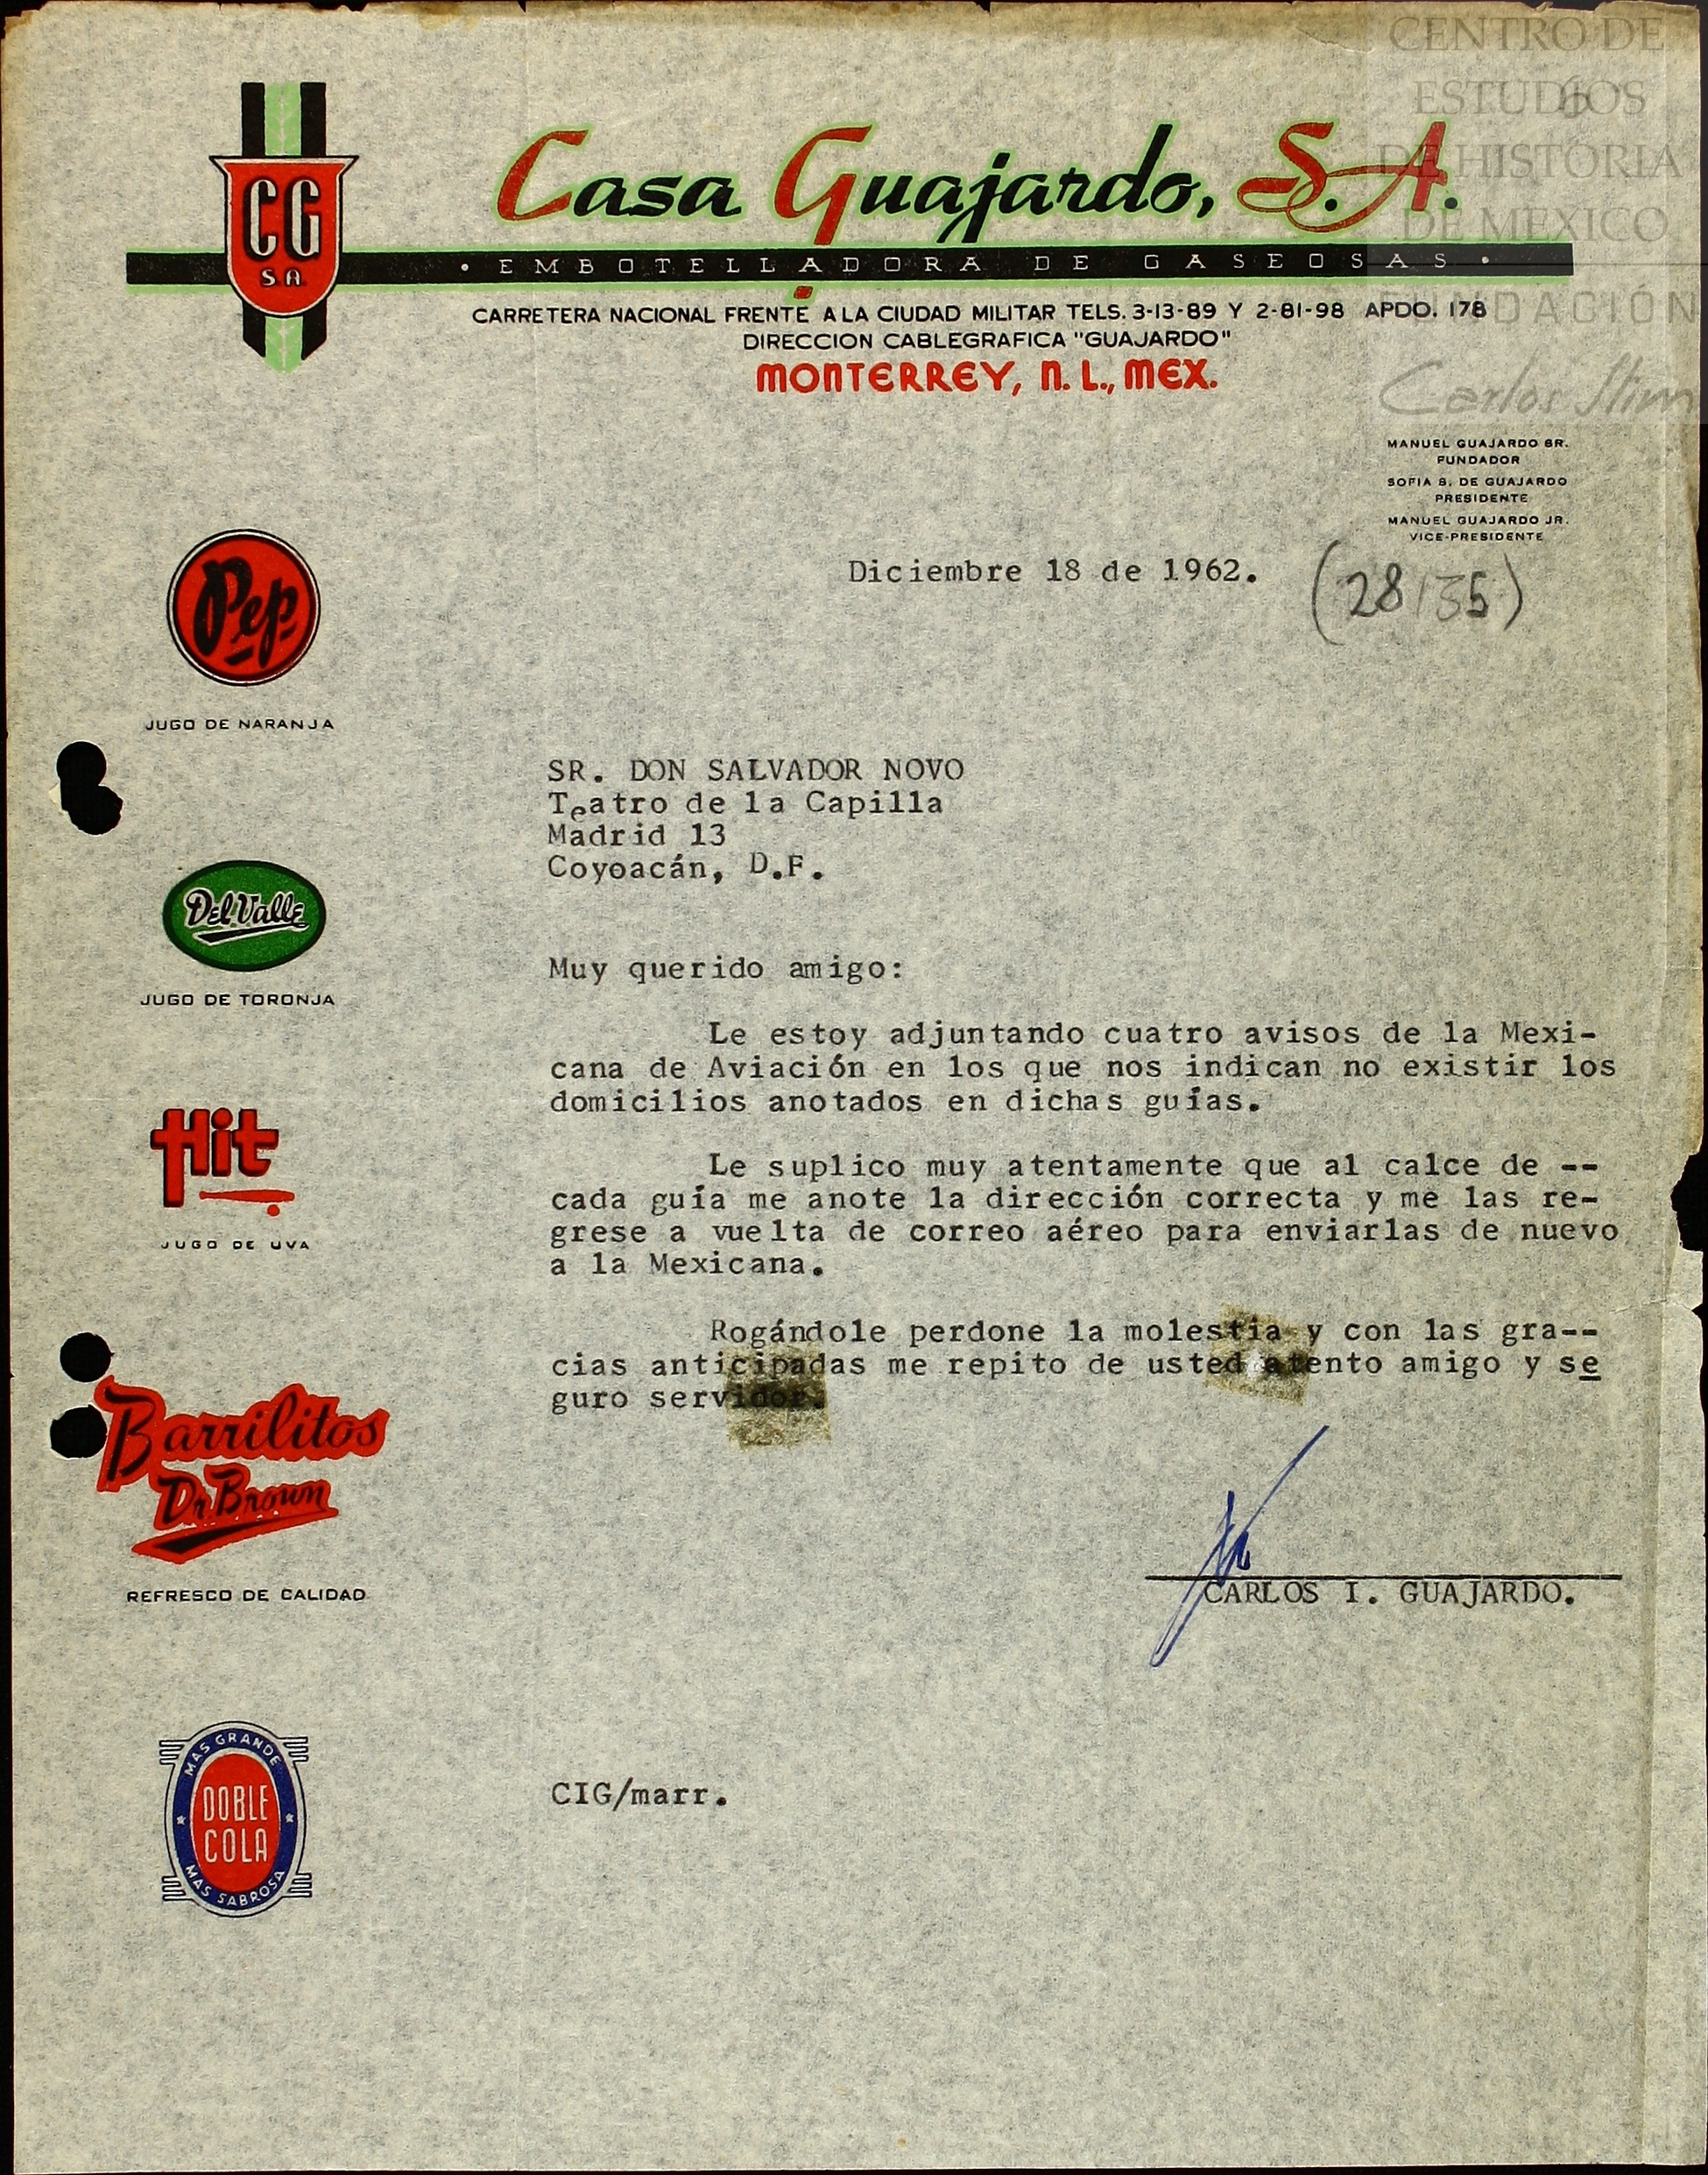 CENTRO DE
ESTUDIOS
DE HISTORIA
DE MEXICO
FUNDACIÓN
Carlos Slim
CG
SA
Casa Guajardo, S.A.
• EMBOTELLADORA DE GASEOSAS •
CARRETERA NACIONAL FRENTE A LA CIUDAD MILITAR TELS. 3-13-89 Y 2-81-98 APDO. 178
DIRECCION CABLEGRAFICA "GUAJARDO"
MONTERREY, N. L., MEX.
MANUEL GUAJARDO SR.
FUNDADOR
SOFIA S. DE GUAJARDO
PRESIDENTE
MANUEL GUAJARDO JR.
VICE-PRESIDENTE
Diciembre 18 de 1962.
(28/35)
Pep
JUGO DE NARANJA
SR. DON SALVADOR NOVO
Teatro de la Capilla
Madrid 13
Coyoacán, D.F.
Del Valle
JUGO DE TORONJA
Muy querido amigo:
Le estoy adjuntando cuatro avisos de la Mexi-
cana de Aviación en los que nos indican no existir los
domicilios anotados en dichas guías.
Hit
JUGO DE UVA
Le suplico muy atentamente que al calce de --
cada guía me anote la dirección correcta y me las re-
grese a vuelta de correo aéreo para enviarlas de nuevo
a la Mexicana.
Rogándole perdone la molestia y con las gra--
cias anticipadas me repito de usted atento amigo y se
guro servidor.
Barrilitos
Dr. Brown
REFRESCO DE CALIDAD
CARLOS I. GUAJARDO.
MAS GRANDE
DOBLE
COLA
MAS SABROSA
CIG/marr.